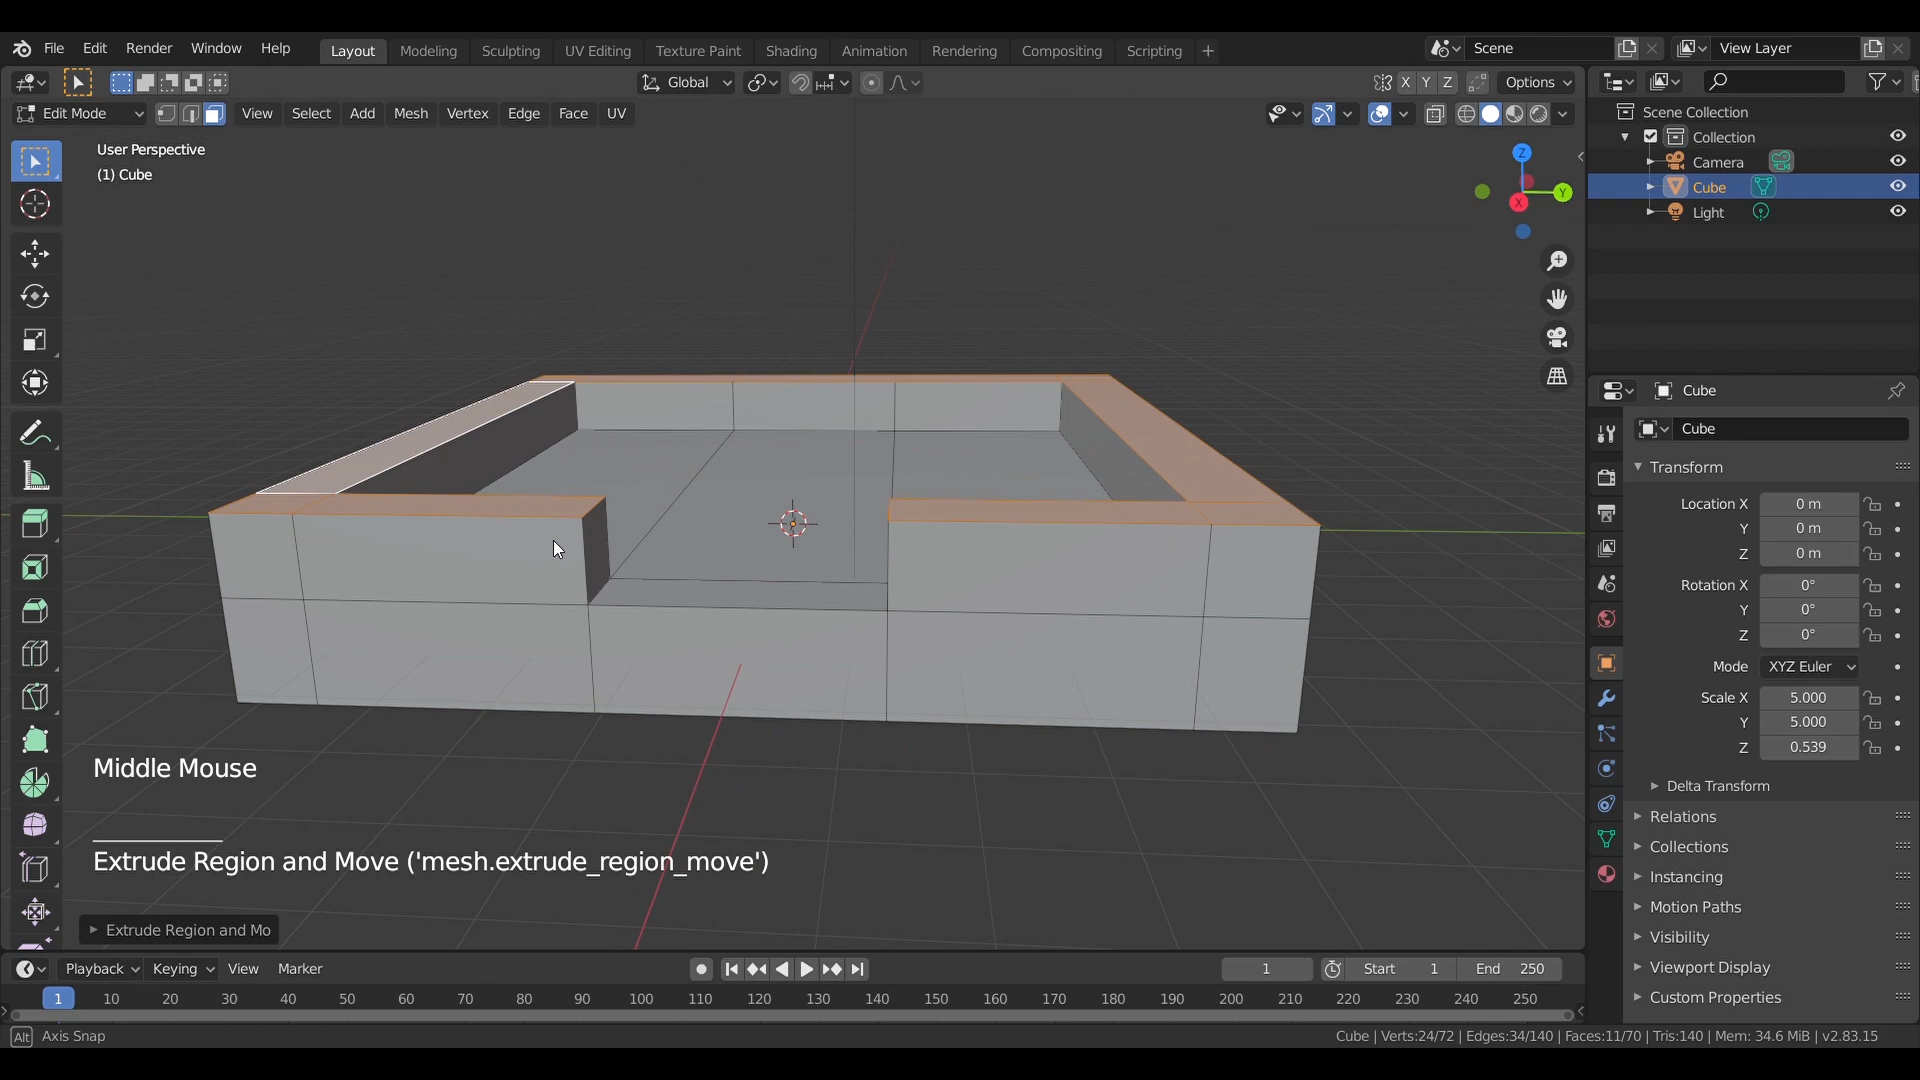 File Edit Render Window Help Layout Modeling Sculpting UV Editing Texture Paint Shading Animation Rendering Compositing Scripting + Scene View Layer
Global X Y Z Options
Edit Mode View Select Add Mesh Vertex Edge Face UV
User Perspective
(1) Cube
Z
Y
X
Scene Collection
Collection
Camera
Cube
Light
Cube
Cube
Transform
Location X 0 m
Y 0 m
Z 0 m
Rotation X 0°
Y 0°
Z 0°
Mode XYZ Euler
Scale X 5.000
Y 5.000
Z 0.539
Delta Transform
Relations
Collections
Instancing
Motion Paths
Visibility
Viewport Display
Custom Properties
Middle Mouse
Extrude Region and Move ('mesh.extrude_region_move')
Extrude Region and Mo
Playback Keying View Marker 1 Start 1 End 250
1 10 20 30 40 50 60 70 80 90 100 110 120 130 140 150 160 170 180 190 200 210 220 230 240 250
Alt Axis Snap Cube | Verts:24/72 | Edges:34/140 | Faces:11/70 | Tris:140 | Mem: 34.6 MiB | v2.83.15